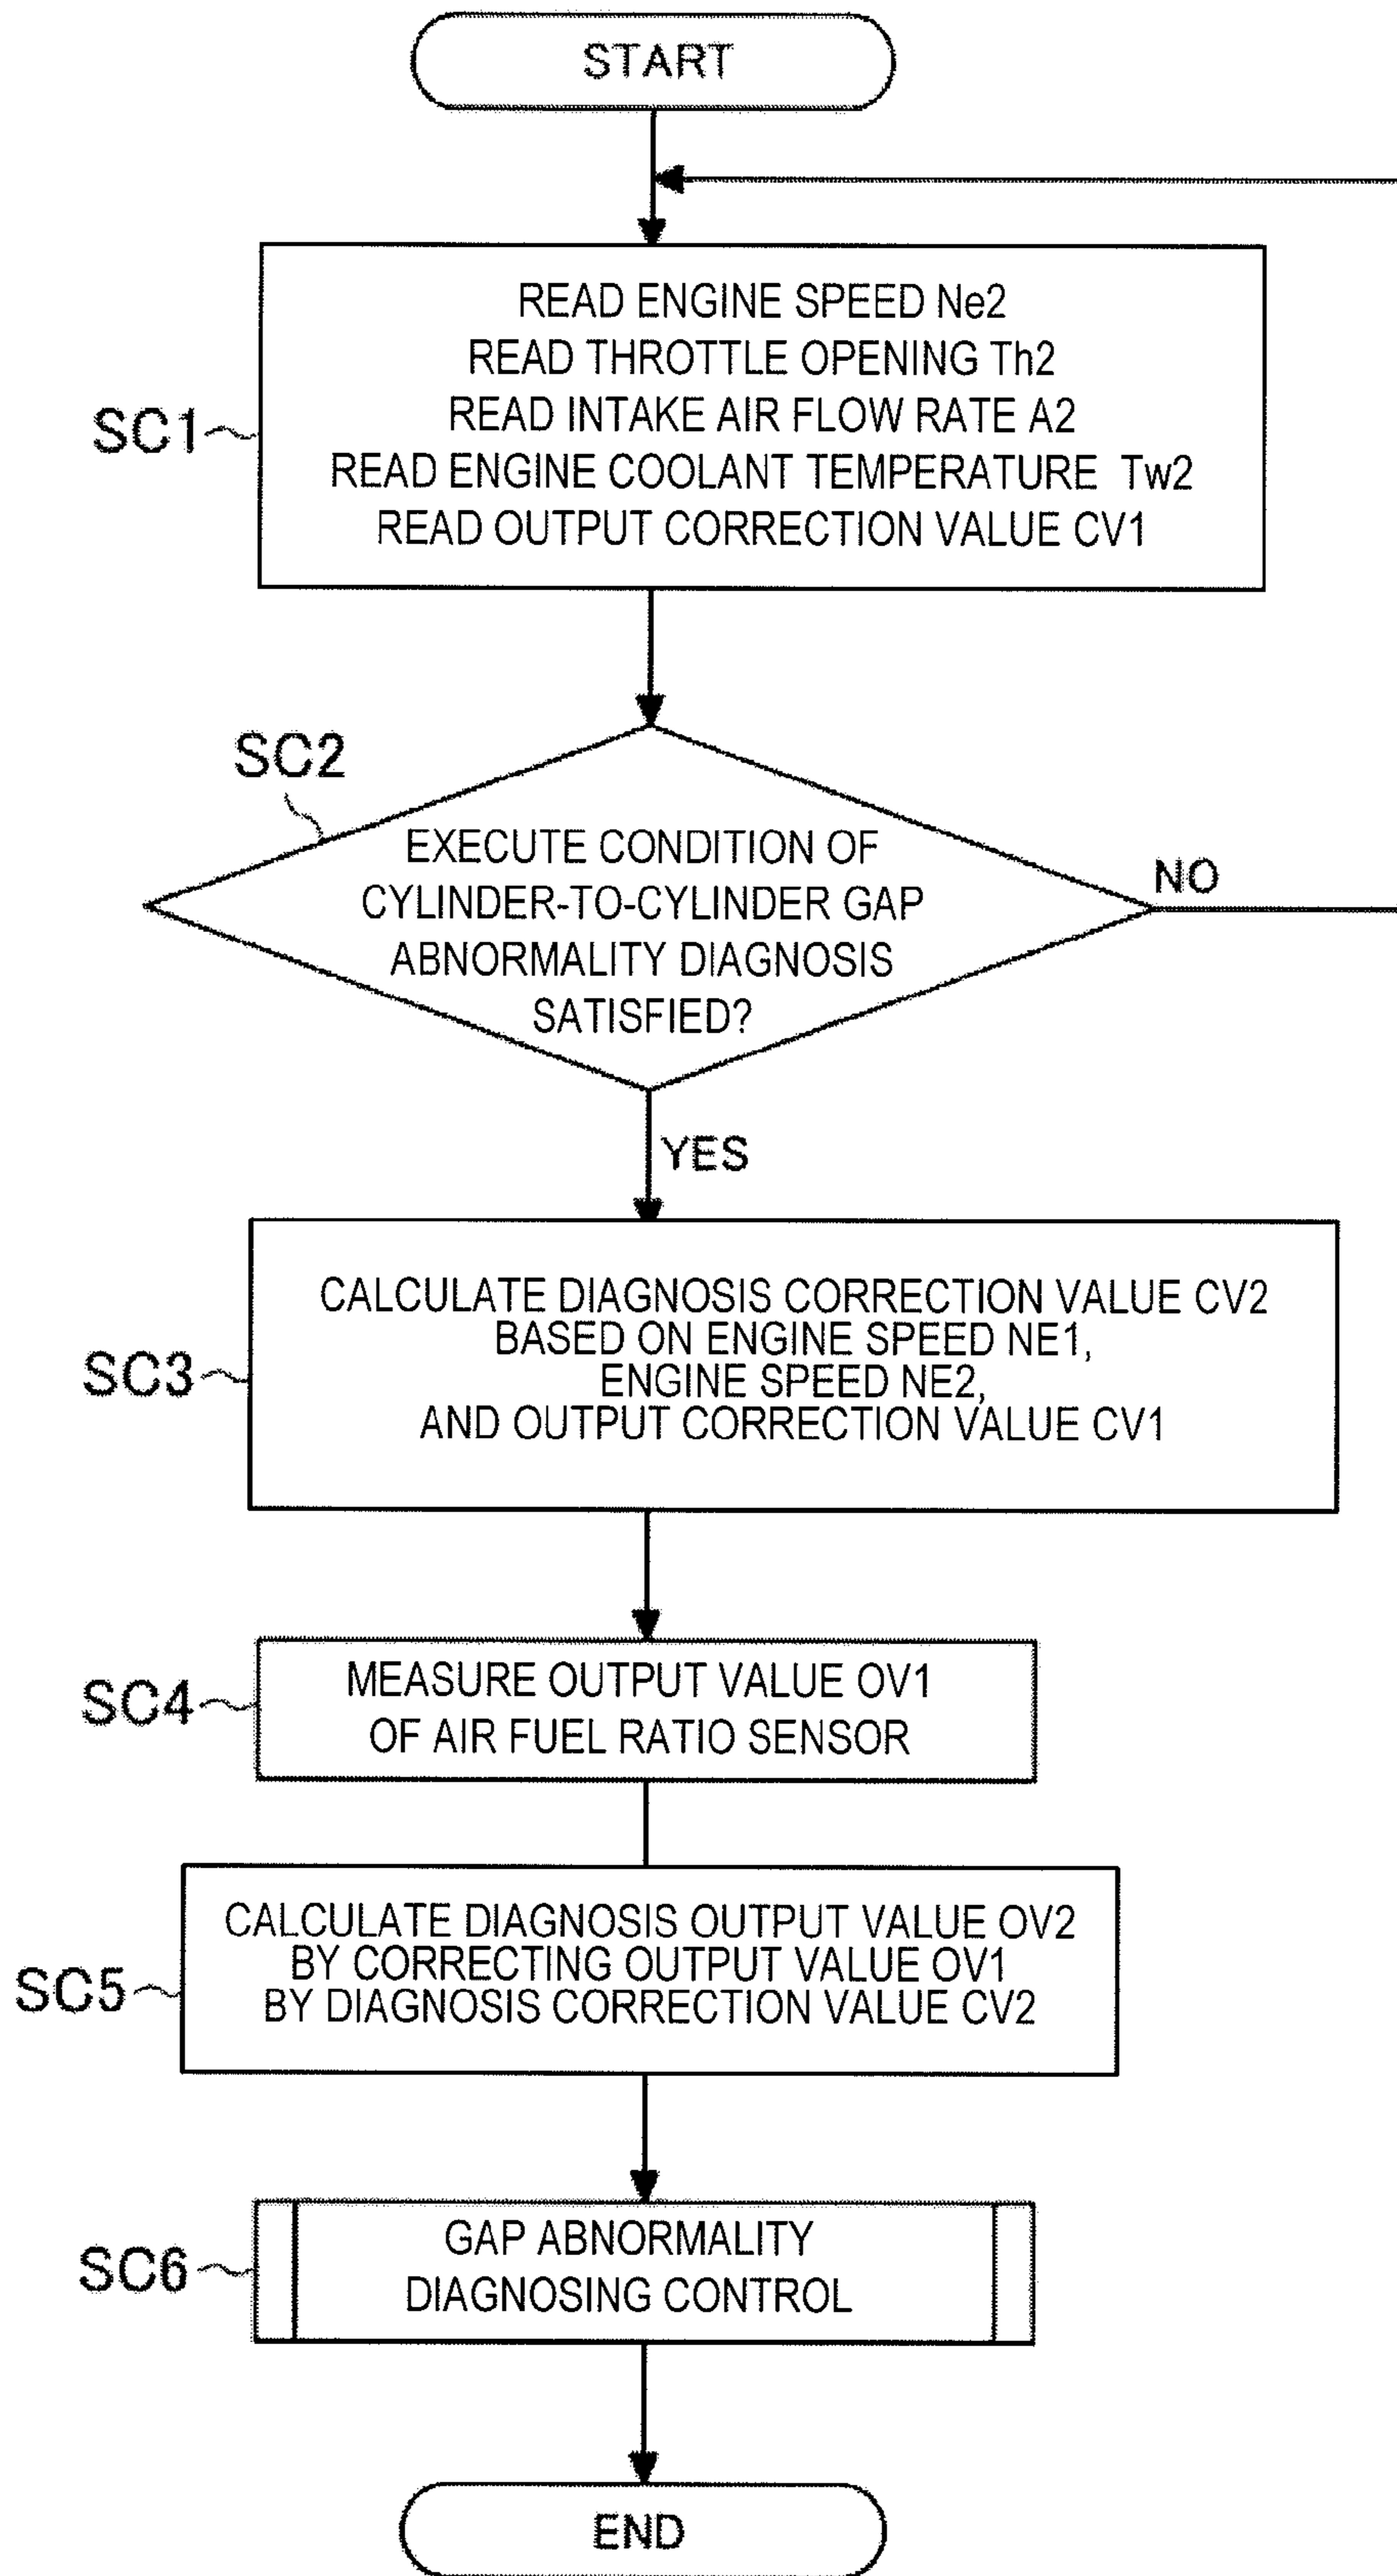 START
READ ENGINE SPEED Ne2
READ THROTTLE OPENING Th2
READ INTAKE AIR FLOW RATE A2
READ ENGINE COOLANT TEMPERATURE Tw2
READ OUTPUT CORRECTION VALUE CV1
SC1
SC2
EXECUTE CONDITION OF
CYLINDER-TO-CYLINDER GAP
ABNORMALITY DIAGNOSIS
SATISFIED?
NO
YES
CALCULATE DIAGNOSIS CORRECTION VALUE CV2
BASED ON ENGINE SPEED NE1,
ENGINE SPEED NE2,
AND OUTPUT CORRECTION VALUE CV1
SC3
MEASURE OUTPUT VALUE OV1
OF AIR FUEL RATIO SENSOR
SC4
CALCULATE DIAGNOSIS OUTPUT VALUE OV2
BY CORRECTING OUTPUT VALUE OV1
BY DIAGNOSIS CORRECTION VALUE CV2
SC5
GAP ABNORMALITY
DIAGNOSING CONTROL
SC6
END